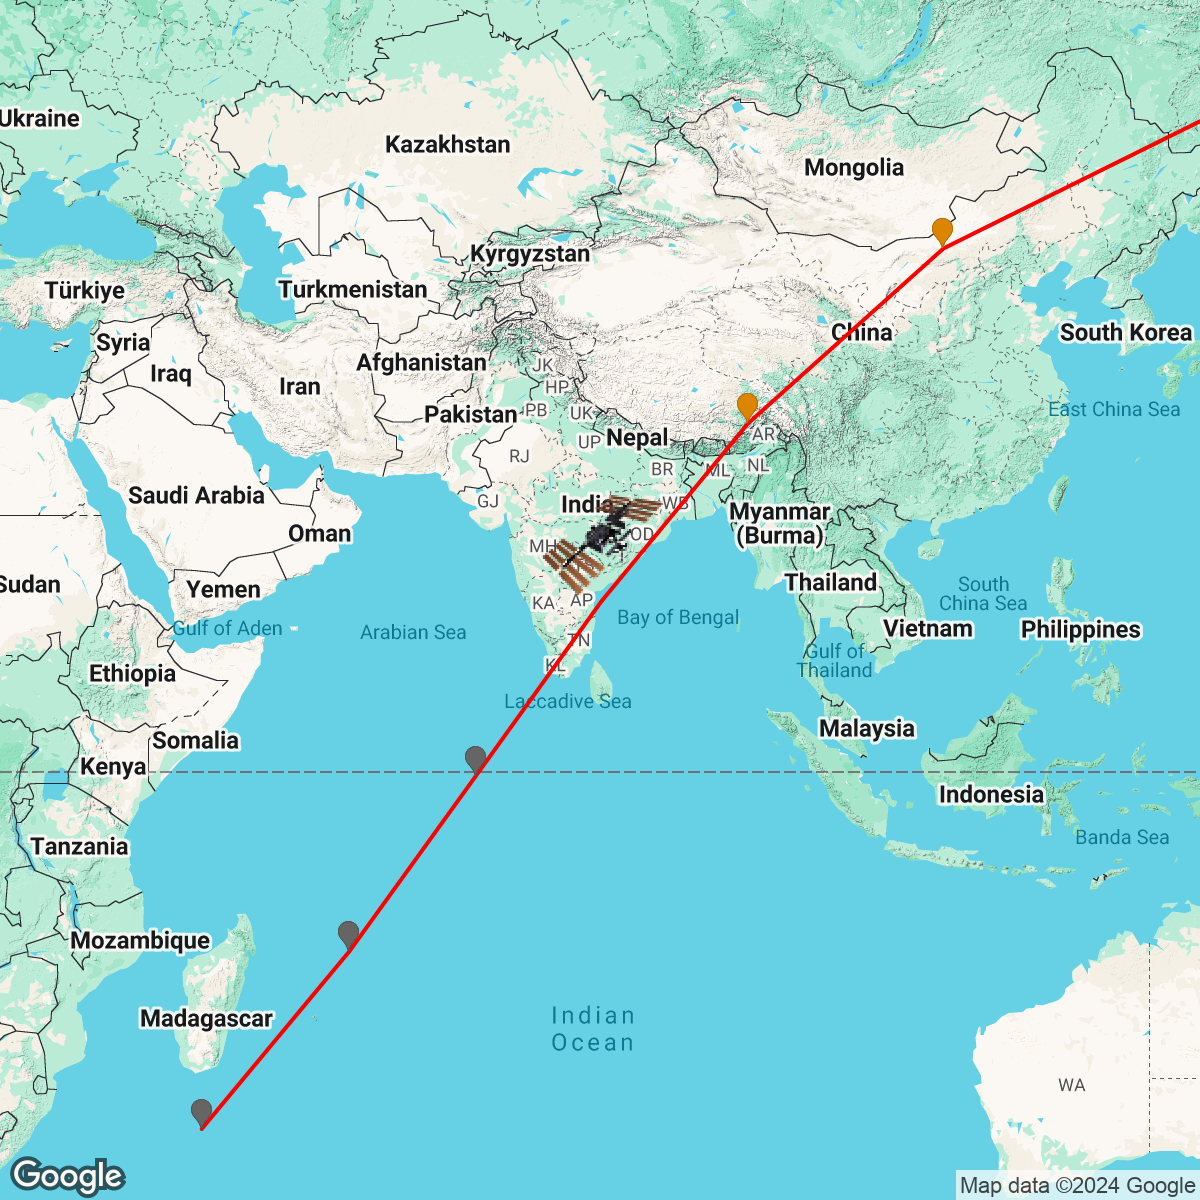 Ukraine
Kazakhstan
Mongolia
Kyrgyzstan
Türkiye
Turkmenistan
Syria
Afghanistan
China
South Korea
Iraq
Iran
JK
HP
Pakistan
PB
UK
East China Sea
UP
Nepal
AR
RJ
BR
ML
NL
Saudi Arabia
GJ
India
WB
Myanmar
(Burma)
Oman
MH
OD
Sudan
Yemen
Thailand
South
China Sea
KA
AP
Gulf of Aden
Arabian Sea
Bay of Bengal
Vietnam
Philippines
TN
Ethiopia
KL
Gulf of
Thailand
Laccadive Sea
Malaysia
Somalia
Kenya
Indonesia
Tanzania
Banda Sea
Mozambique
Madagascar
Indian
Ocean
WA
Google
Map data ©2024 Google